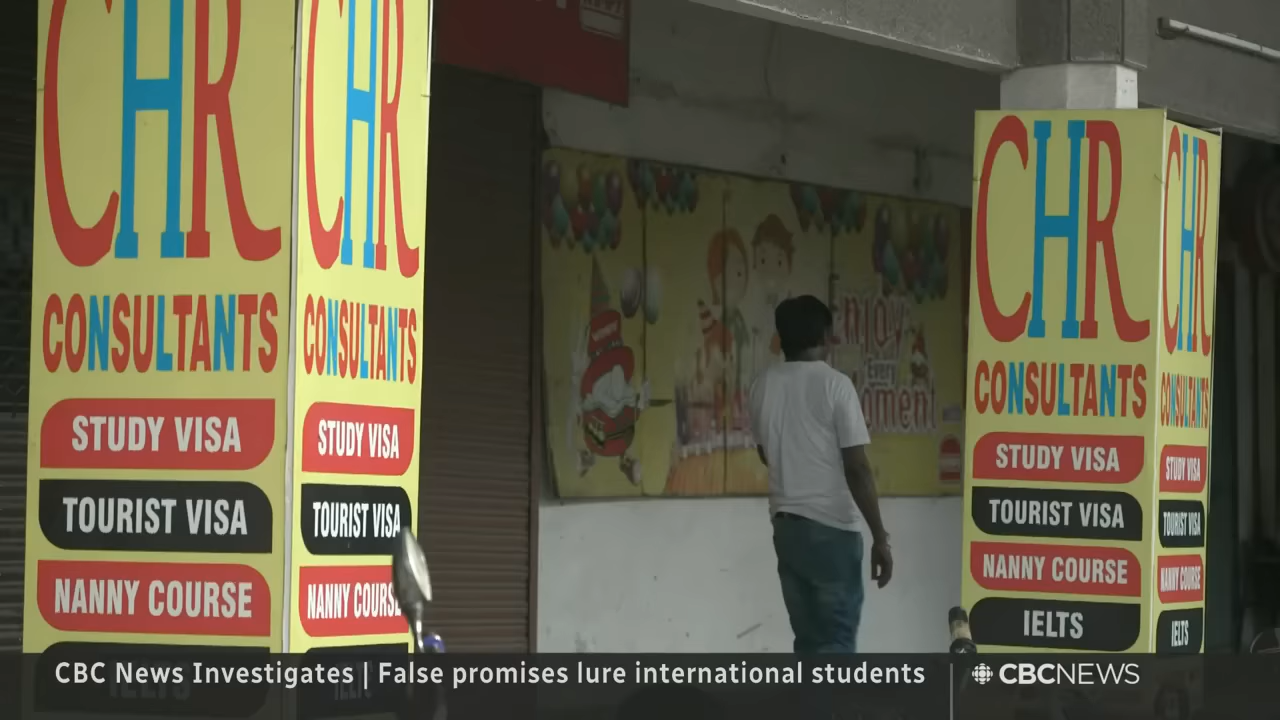 CHR
CONSULTANTS
STUDY VISA
TOURIST VISA
NANNY COURSE
IELTS
CHR
CONSULTANTS
STUDY VISA
TOURIST VISA
NANNY COURSE
IELTS
enjoy
Every
moment
CHR
CONSULTANTS
STUDY VISA
TOURIST VISA
NANNY COURSE
IELTS
CHR
CONSULTANTS
STUDY VISA
TOURIST VISA
NANNY COURSE
IELTS
CBC News Investigates | False promises lure international students
CBCNEWS